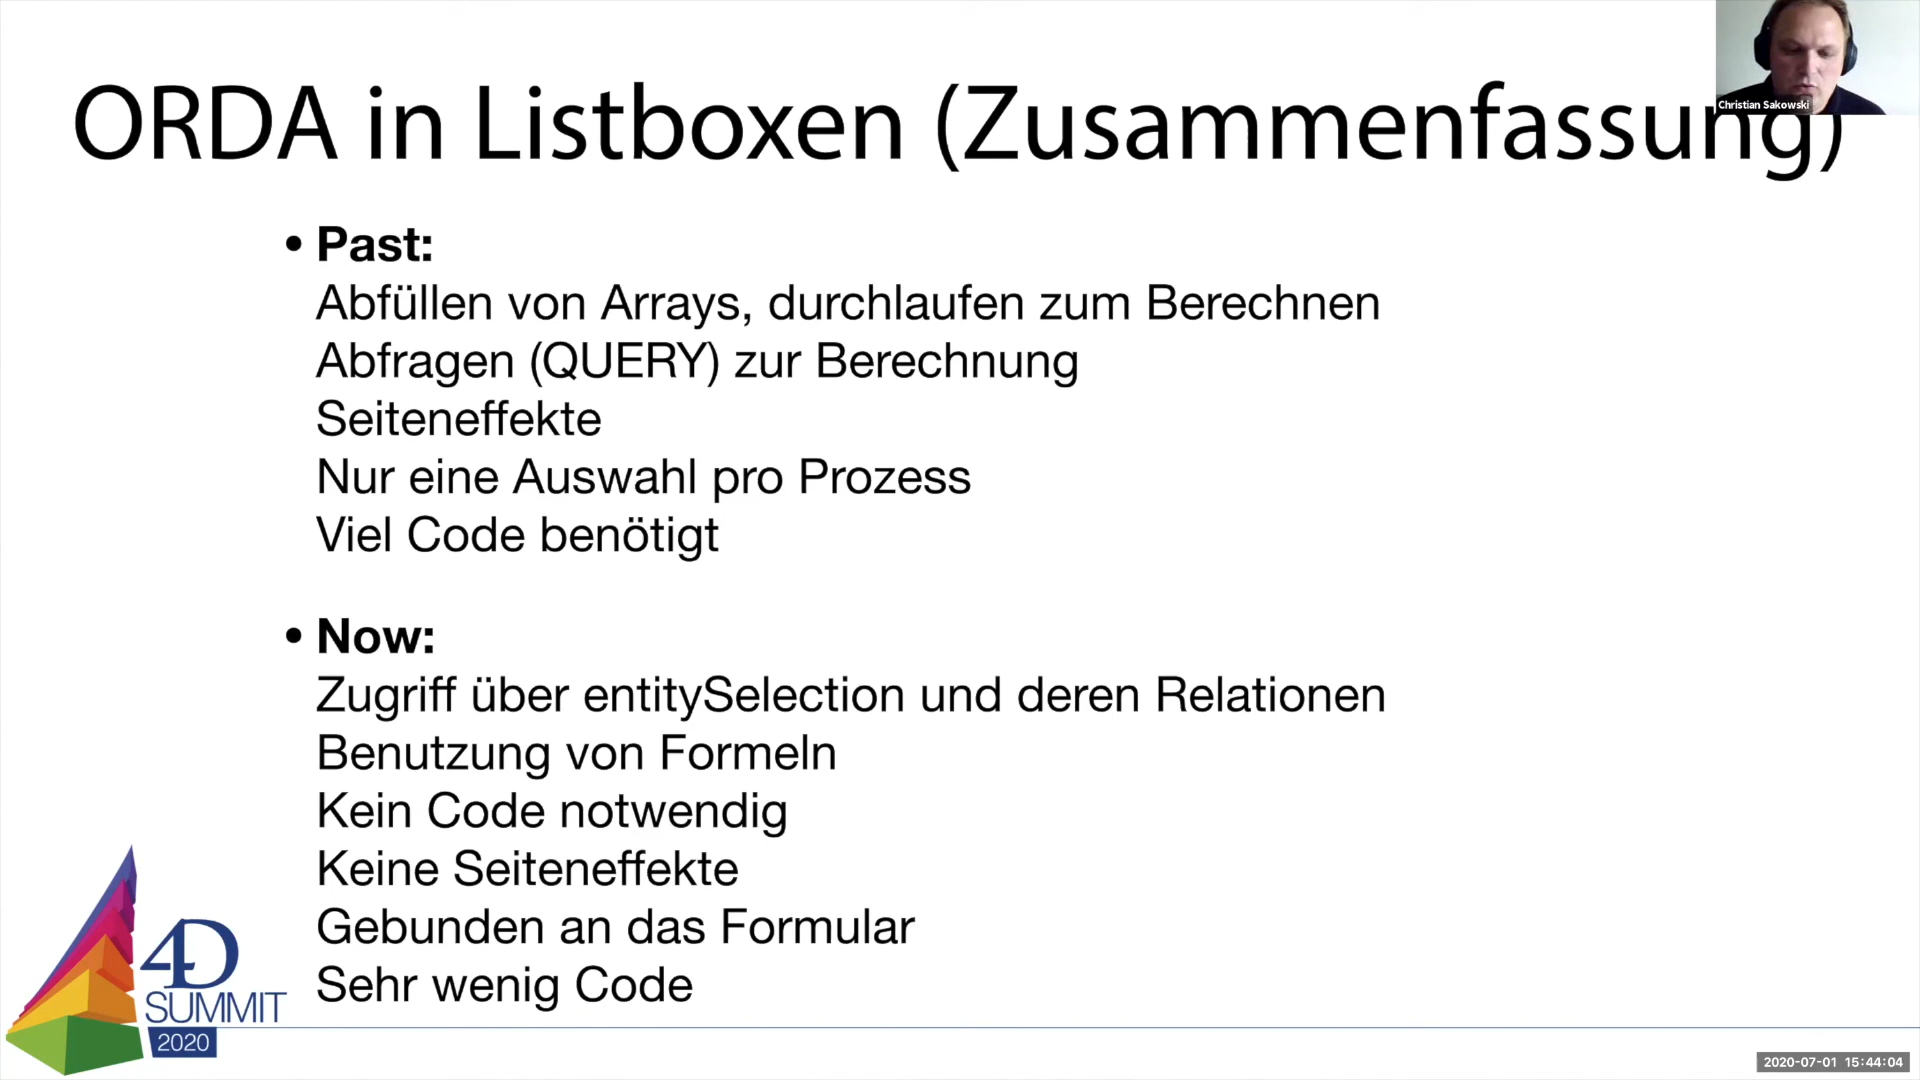 Christian Sakowski
ORDA in Listboxen (Zusammenfassung)
• Past:
Abfüllen von Arrays, durchlaufen zum Berechnen
Abfragen (QUERY) zur Berechnung
Seiteneffekte
Nur eine Auswahl pro Prozess
Viel Code benötigt
• Now:
Zugriff über entitySelection und deren Relationen
Benutzung von Formeln
Kein Code notwendig
Keine Seiteneffekte
Gebunden an das Formular
Sehr wenig Code
4D
SUMMIT
2020
2020-07-01 15:44:04